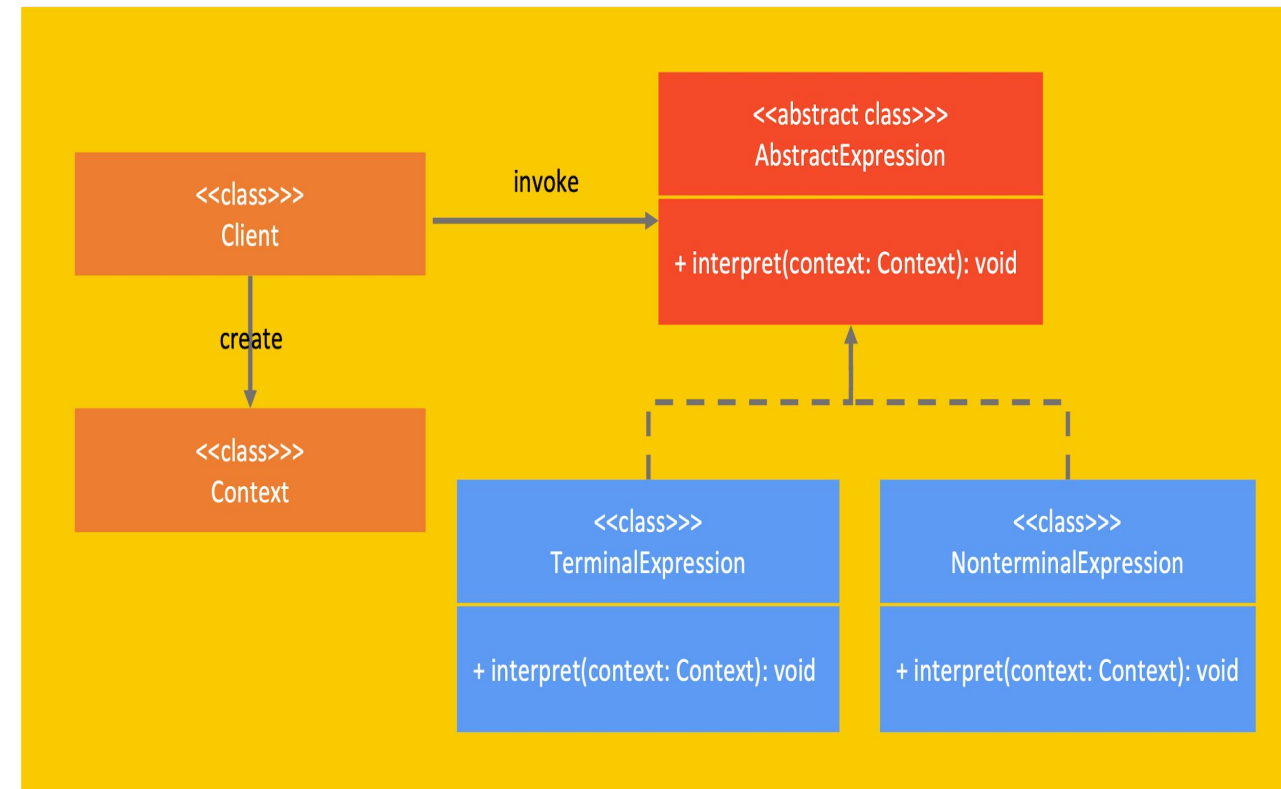 <<abstract class>>>
AbstractExpression
+ interpret(context: Context): void
<<class>>>
Client
invoke
create
<<class>>>
Context
<<class>>>
TerminalExpression
+ interpret(context: Context): void
<<class>>>
NonterminalExpression
+ interpret(context: Context): void